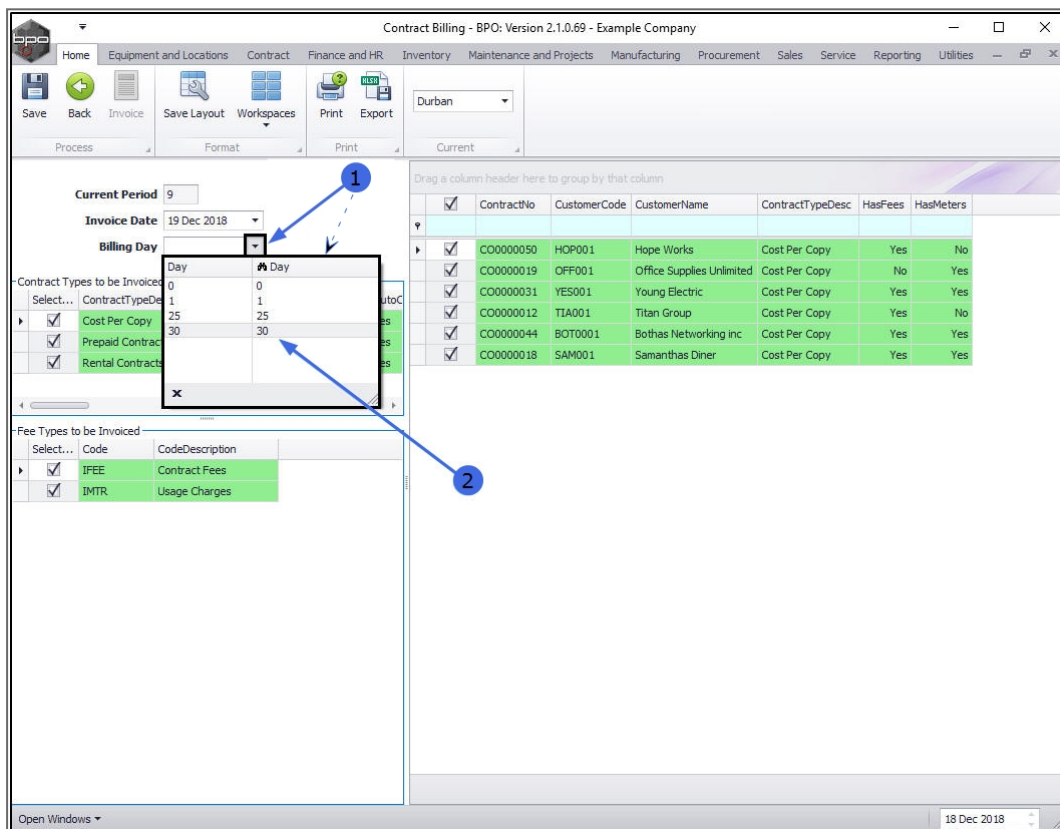 Contract Billing - BPO: Version 2.1.0.69 - Example Company
bpo
Home Equipment and Locations Contract Finance and HR Inventory Maintenance and Projects Manufacturing Procurement Sales Service Reporting Utilities
Save Back Invoice Save Layout Workspaces Print Export Durban
Process Format Print Current
Current Period 9
Invoice Date 19 Dec 2018
Billing Day
1
Day Day
0 0
1 1
25 25
30 30
x
2
Contract Types to be Invoiced
Select... ContractTypeDe utoC
Cost Per Copy es
Prepaid Contrac es
Rental Contracts es
Fee Types to be Invoiced
Select... Code CodeDescription
IFEE Contract Fees
IMTR Usage Charges
Drag a column header here to group by that column
ContractNo CustomerCode CustomerName ContractTypeDesc HasFees HasMeters
CO0000050 HOP001 Hope Works Cost Per Copy Yes No
CO0000019 OFF001 Office Supplies Unlimited Cost Per Copy No Yes
CO0000031 YES001 Young Electric Cost Per Copy Yes Yes
CO0000012 TIA001 Titan Group Cost Per Copy Yes No
CO0000044 BOT0001 Bothas Networking inc Cost Per Copy Yes Yes
CO0000018 SAM001 Samanthas Diner Cost Per Copy Yes Yes
Open Windows 18 Dec 2018